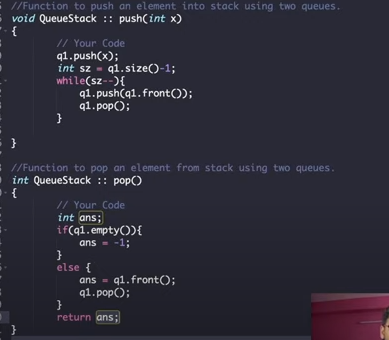 //Function to push an element into stack using two queues.
void QueueStack :: push(int x)
{
// Your Code
q1.push(x);
int sz = q1.size()-1;
while(sz--){
q1.push(q1.front());
q1.pop();
}
}
//Function to pop an element from stack using two queues.
int QueueStack :: pop()
{
// Your Code
int ans;
if(q1.empty()){
ans = -1;
}
else {
ans = q1.front();
q1.pop();
}
return ans;
}